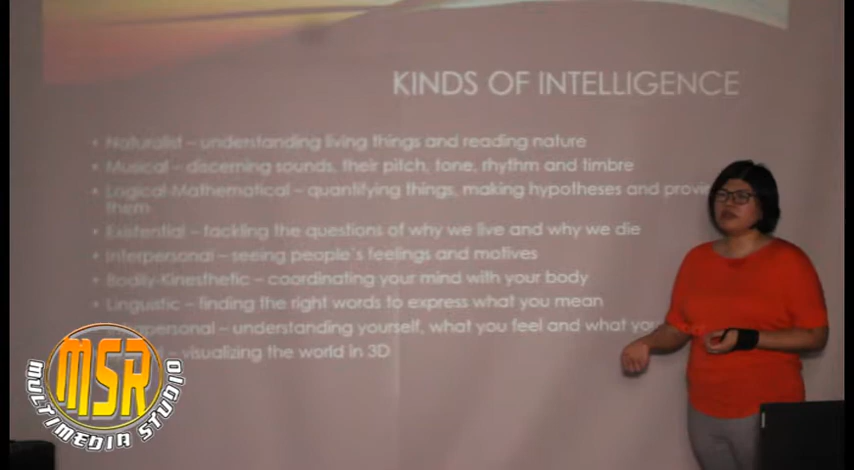 KINDS OF INTELLIGENCE
• Naturalist – understanding living things and reading nature
• Musical – discerning sounds, their pitch, tone, rhythm and timbre
• Logical-Mathematical – quantifying things, making hypotheses and
them
• Existential – tackling the questions of why we live and why we die
• Interpersonal – seeing people's feelings and motives
• Bodily-Kinesthetic – coordinating your mind with your body
• Linguistic – finding the right words to express what you mean
– understanding yourself, what you feel and what
– visualizing the world in 3D
MSR
MULTIMEDIA STUDIO